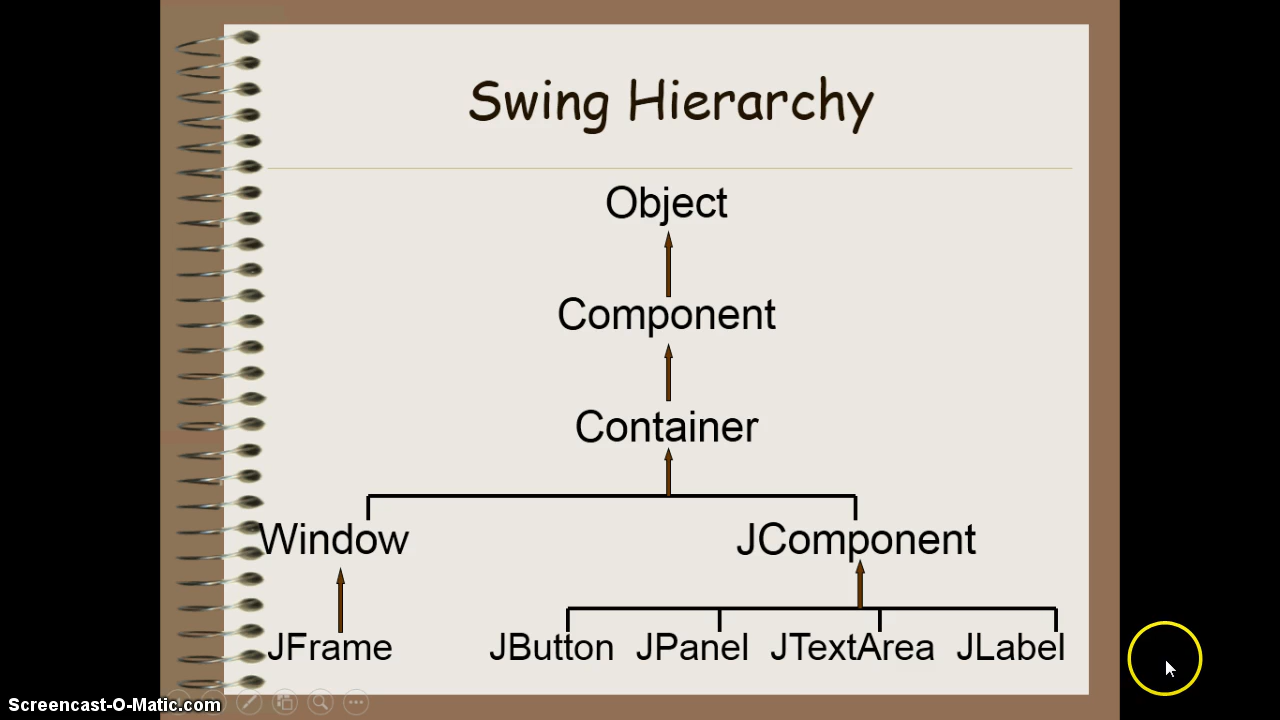 Swing Hierarchy
Object
Component
Container
Window JComponent
JFrame JButton JPanel JTextArea JLabel
Screencast-O-Matic.com